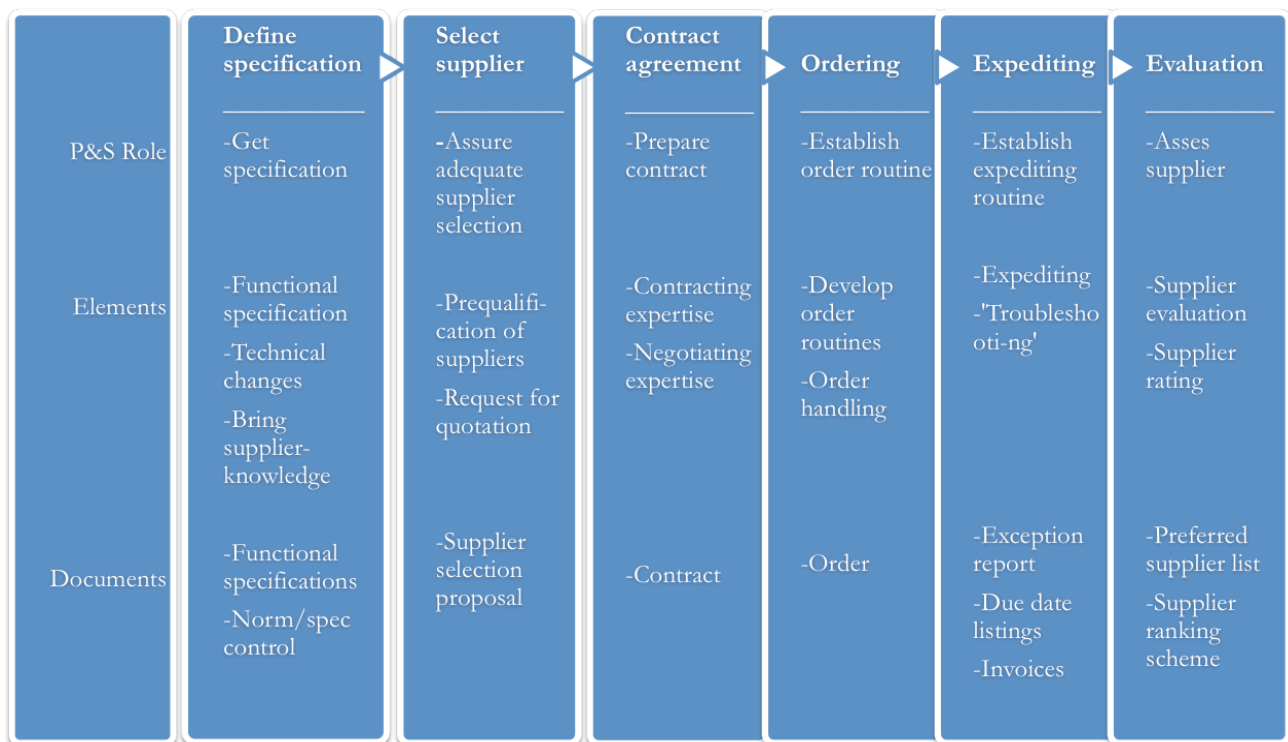 Define
specification
Select
supplier
Contract
agreement
Ordering
Expediting
Evaluation
P&S Role
-Get
specification
-Assure
adequate
supplier
selection
-Prepare
contract
-Establish
order routine
-Establish
expediting
routine
-Asses
supplier
Elements
-Functional
specification
-Technical
changes
-Bring
supplier-
knowledge
-Prequalifi-
cation of
suppliers
-Request for
quotation
-Contracting
expertise
-Negotiating
expertise
-Develop
order
routines
-Order
handling
-Expediting
-'Troublesh
oti-ng'
-Supplier
evaluation
-Supplier
rating
Documents
-Functional
specifications
-Norm/spec
control
-Supplier
selection
proposal
-Contract
-Order
-Exception
report
-Due date
listings
-Invoices
-Preferred
supplier list
-Supplier
ranking
scheme